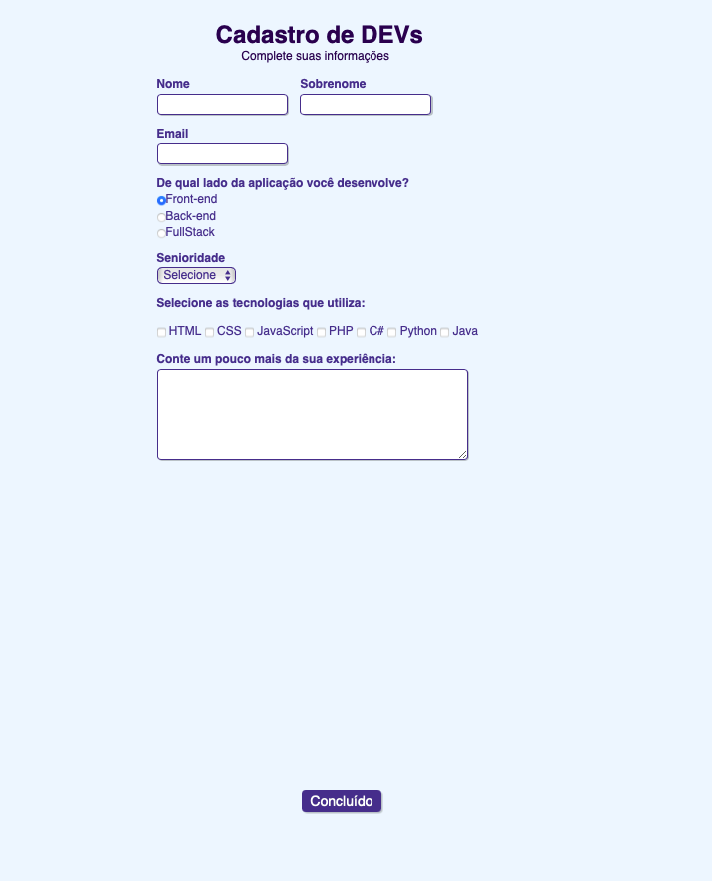 Cadastro de DEVs
Complete suas informações
Nome Sobrenome
Email
De qual lado da aplicação você desenvolve?
Front-end
Back-end
FullStack
Senioridade
Selecione
Selecione as tecnologias que utiliza:
HTML CSS JavaScript PHP C# Python Java
Conte um pouco mais da sua experiência:
Concluído